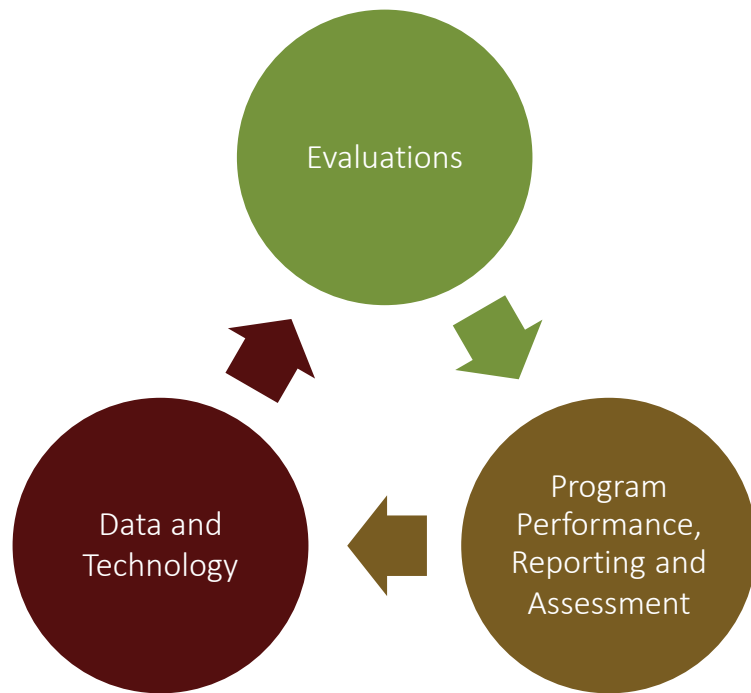 Evaluations
Program
Performance,
Reporting and
Assessment
Data and
Technology